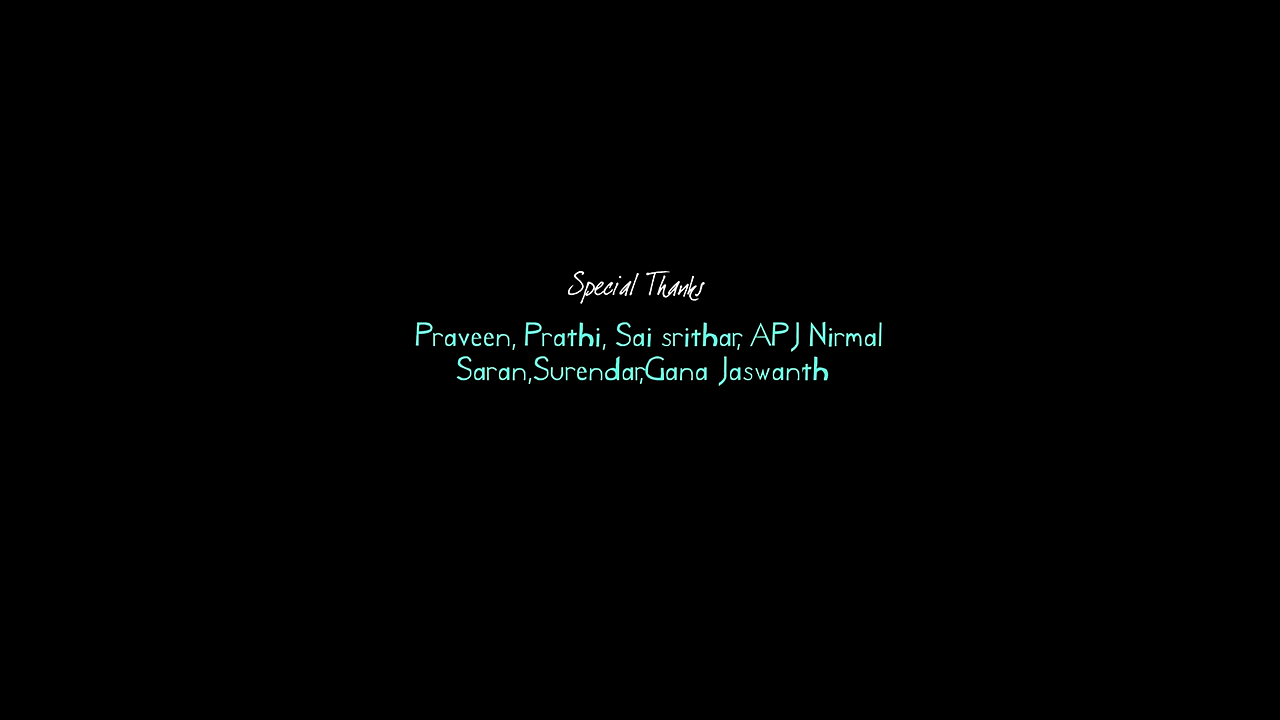 Special Thanks
Praveen, Prathi, Sai srithar, APJ Nirmal
Saran,Surendar,Gana Jaswanth